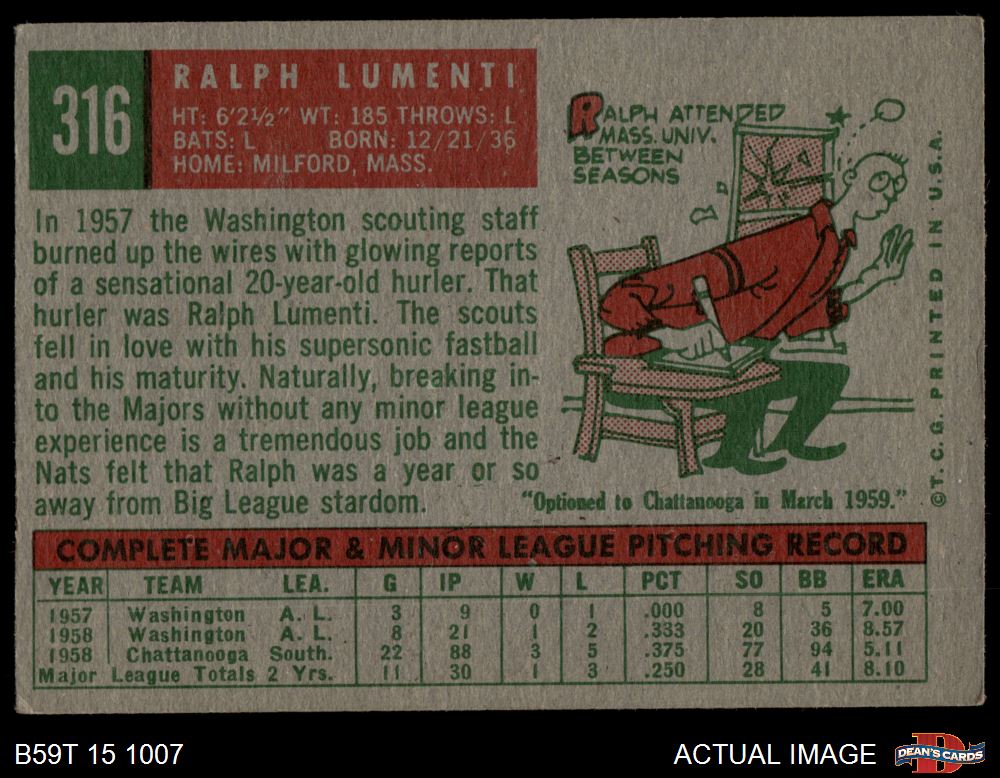 316
RALPH LUMENTI
HT: 6'2½" WT: 185 THROWS: L
BATS: L BORN: 12/21/36
HOME: MILFORD, MASS.
In 1957 the Washington scouting staff
burned up the wires with glowing reports
of a sensational 20-year-old hurler. That
hurler was Ralph Lumenti. The scouts
fell in love with his supersonic fastball
and his maturity. Naturally, breaking in-
to the Majors without any minor league
experience is a tremendous job and the
Nats felt that Ralph was a year or so
away from Big League stardom.
RALPH ATTENDED
MASS. UNIV.
BETWEEN
SEASONS
"Optioned to Chattanooga in March 1959."
©T.C.G. PRINTED IN U.S.A.
COMPLETE MAJOR & MINOR LEAGUE PITCHING RECORD
YEAR TEAM LEA. G IP W L PCT SO BB ERA
1957 Washington A. L. 3 9 0 1 .000 8 5 7.00
1958 Washington A. L. 8 21 1 2 .333 20 36 8.57
1958 Chattanooga South. 22 88 3 5 .375 77 94 5.11
Major League Totals 2 Yrs. 11 30 1 3 .250 28 41 8.10
B59T 15 1007
ACTUAL IMAGE
DEAN'S CARDS